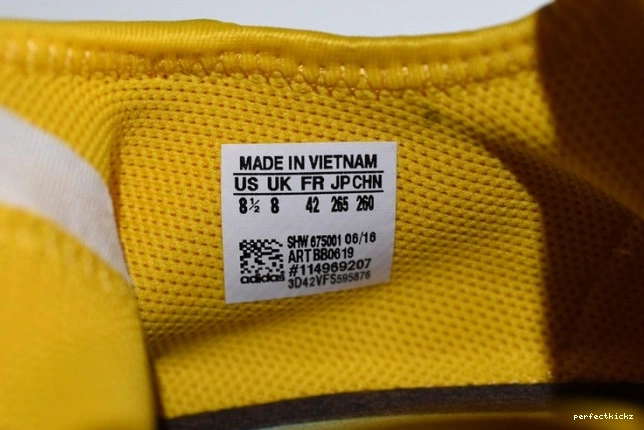 MADE IN VIETNAM
US UK FR JP CHN
8½ 8 42 265 260
SHW 675001 06/16
ART BB0619
#114969207
adidas 3D42VFS595876
perfectkickz